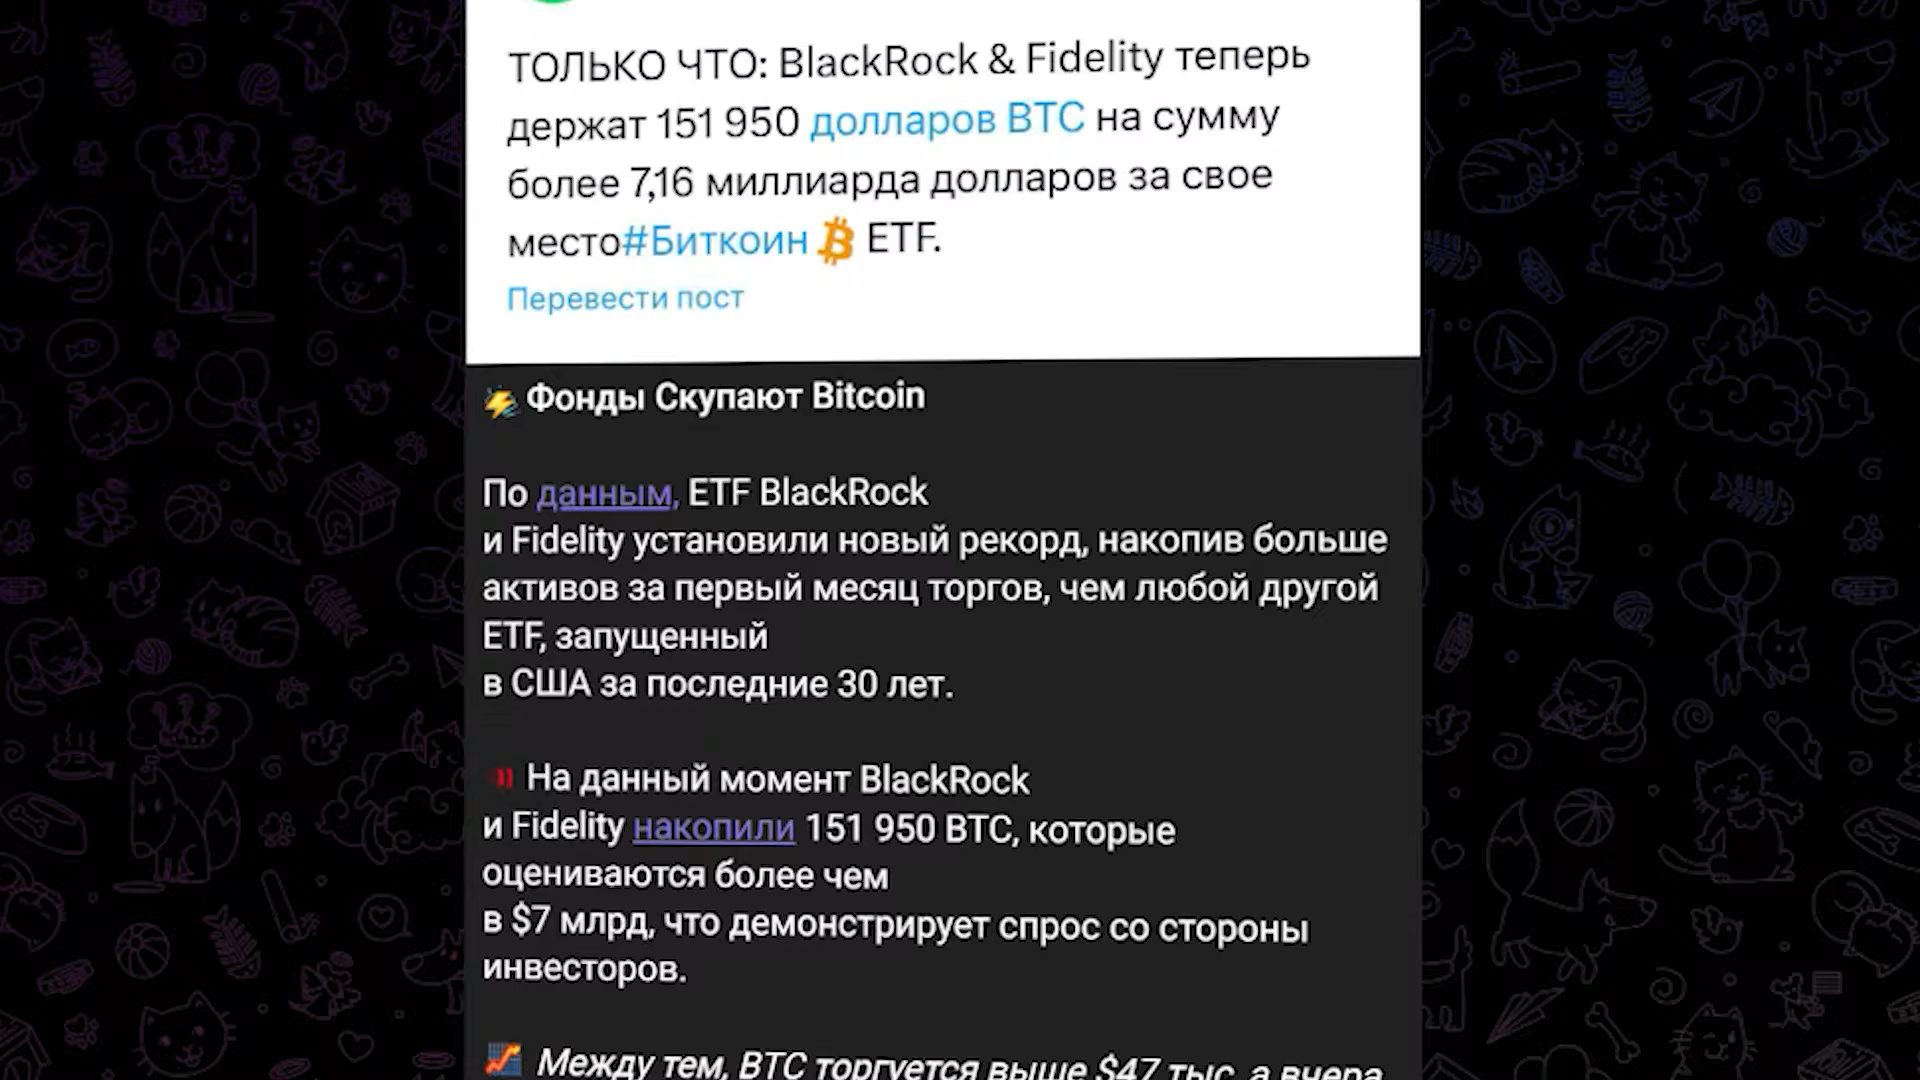 ТОЛЬКО ЧТО: BlackRock & Fidelity теперь
держат 151 950 долларов BTC на сумму
более 7,16 миллиарда долларов за свое
место#Биткоин ETF.
Перевести пост
Фонды Скупают Bitcoin
По данным, ETF BlackRock
и Fidelity установили новый рекорд, накопив больше
активов за первый месяц торгов, чем любой другой
ETF, запущенный
в США за последние 30 лет.
На данный момент BlackRock
и Fidelity накопили 151 950 BTC, которые
оцениваются более чем
в $7 млрд, что демонстрирует спрос со стороны
инвесторов.
Между тем, BTC торгуется выше $47 тыс, а вчера